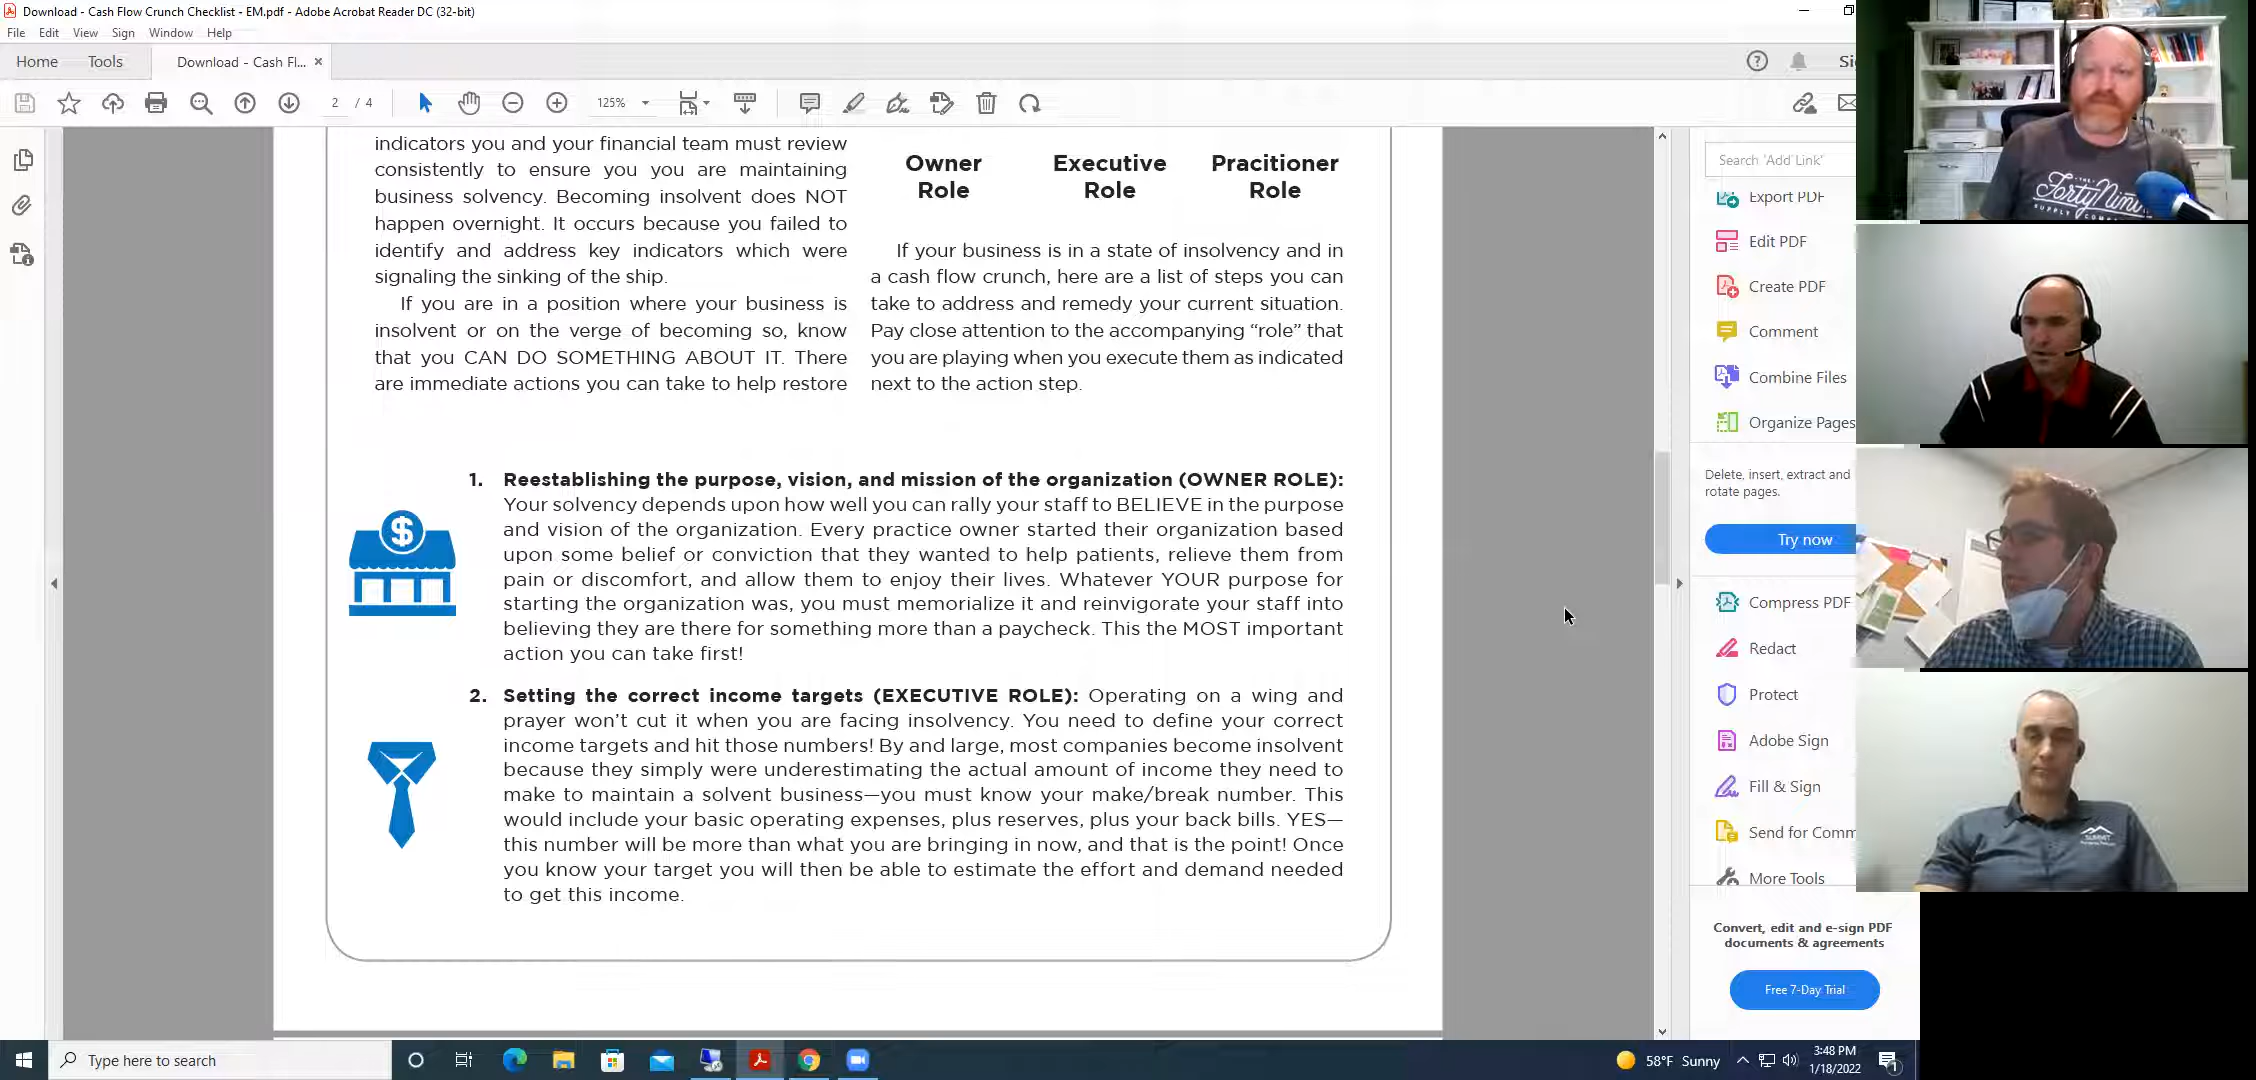 Download - Cash Flow Crunch Checklist - EM.pdf - Adobe Acrobat Reader DC (32-bit)
File Edit View Sign Window Help
Home Tools Download - Cash Fl... ×
2 / 4 125%
indicators you and your financial team must review
consistently to ensure you you are maintaining
business solvency. Becoming insolvent does NOT
happen overnight. It occurs because you failed to
identify and address key indicators which were
signaling the sinking of the ship.
If you are in a position where your business is
insolvent or on the verge of becoming so, know
that you CAN DO SOMETHING ABOUT IT. There
are immediate actions you can take to help restore
Owner Executive Practitioner
Role Role Role
If your business is in a state of insolvency and in
a cash flow crunch, here are a list of steps you can
take to address and remedy your current situation.
Pay close attention to the accompanying “role” that
you are playing when you execute them as indicated
next to the action step.
1. Reestablishing the purpose, vision, and mission of the organization (OWNER ROLE):
Your solvency depends upon how well you can rally your staff to BELIEVE in the purpose
and vision of the organization. Every practice owner started their organization based
upon some belief or conviction that they wanted to help patients, relieve them from
pain or discomfort, and allow them to enjoy their lives. Whatever YOUR purpose for
starting the organization was, you must memorialize it and reinvigorate your staff into
believing they are there for something more than a paycheck. This the MOST important
action you can take first!
$
2. Setting the correct income targets (EXECUTIVE ROLE): Operating on a wing and
prayer won’t cut it when you are facing insolvency. You need to define your correct
income targets and hit those numbers! By and large, most companies become insolvent
because they simply were underestimating the actual amount of income they need to
make to maintain a solvent business—you must know your make/break number. This
would include your basic operating expenses, plus reserves, plus your back bills. YES—
this number will be more than what you are bringing in now, and that is the point! Once
you know your target you will then be able to estimate the effort and demand needed
to get this income.
Search 'Add Link'
Export PDF
Edit PDF
Create PDF
Comment
Combine Files
Organize Pages
Delete, insert, extract and
rotate pages.
Try now
Compress PDF
Redact
Protect
Adobe Sign
Fill & Sign
Send for Comm
More Tools
Convert, edit and e-sign PDF
documents & agreements
Free 7-Day Trial
THE
SUPPLY
SUMMIT
Type here to search
58°F Sunny
3:48 PM
1/18/2022
1